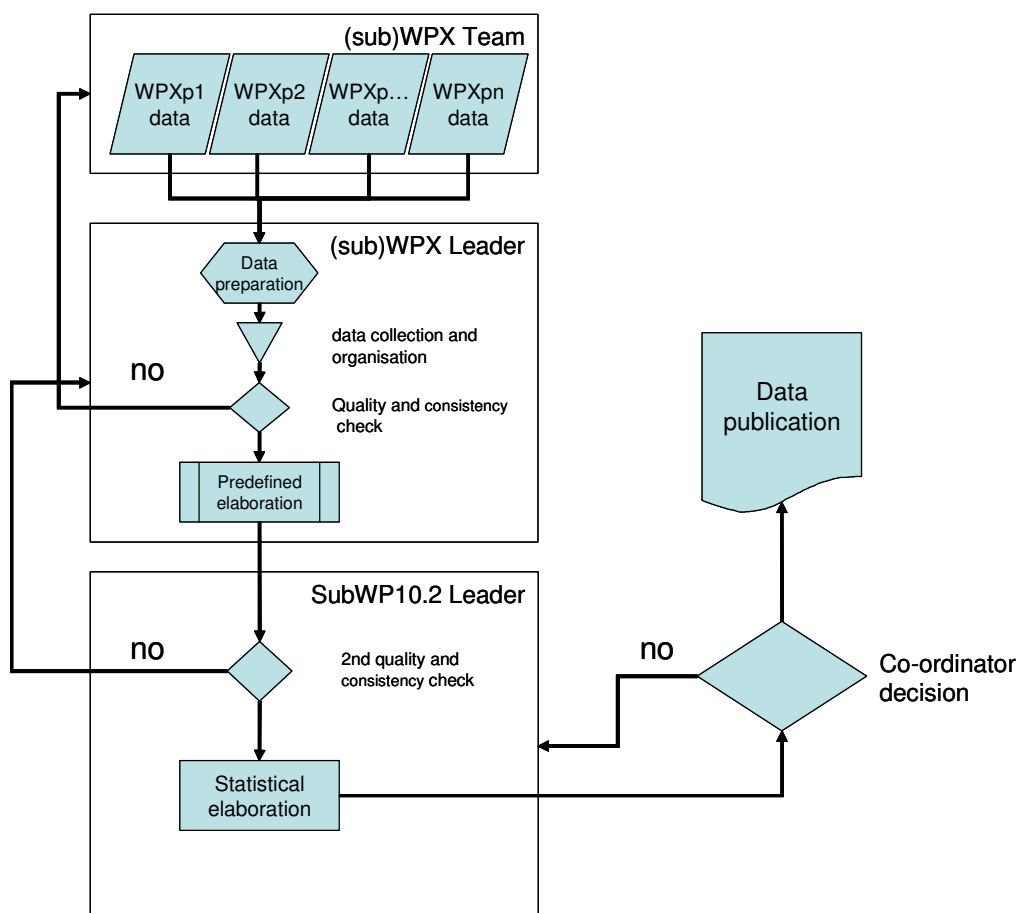 (sub)WPX Team
WPXp1
data
WPXp2
data
WPXp...
data
WPXpn
data
(sub)WPX Leader
Data
preparation
data collection and
organisation
no
Quality and consistency
check
Predefined
elaboration
Data
publication
SubWP10.2 Leader
no
2nd quality and
consistency check
no
Co-ordinator
decision
Statistical
elaboration